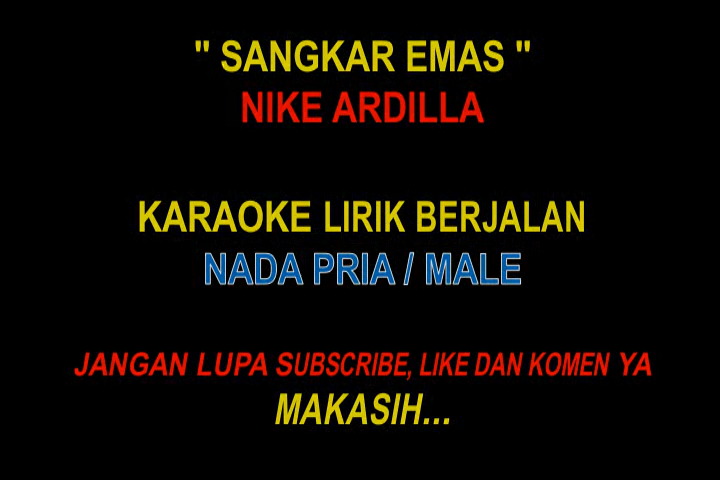 " SANGKAR EMAS "
NIKE ARDILLA
KARAOKE LIRIK BERJALAN
NADA PRIA / MALE
JANGAN LUPA SUBSCRIBE, LIKE DAN KOMEN YA
MAKASIH...